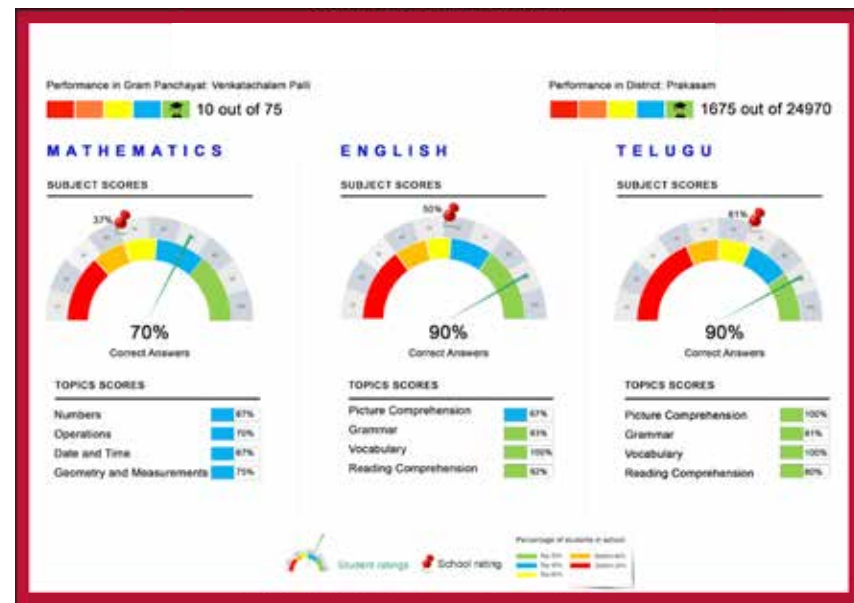 Performance in Gram Panchayat: Venkatachalam Palli
10 out of 75
Performance in District: Prakasam
1675 out of 24970
MATHEMATICS
SUBJECT SCORES
37%
70%
Correct Answers
TOPICS SCORES
Numbers 67%
Operations 70%
Date and Time 67%
Geometry and Measurements 75%
ENGLISH
SUBJECT SCORES
50%
90%
Correct Answers
TOPICS SCORES
Picture Comprehension 67%
Grammar
Vocabulary 100%
Reading Comprehension 92%
TELUGU
SUBJECT SCORES
61%
90%
Correct Answers
TOPICS SCORES
Picture Comprehension 100%
Grammar
Vocabulary 100%
Reading Comprehension 80%
Student ratings
School rating
Percentage of students in school